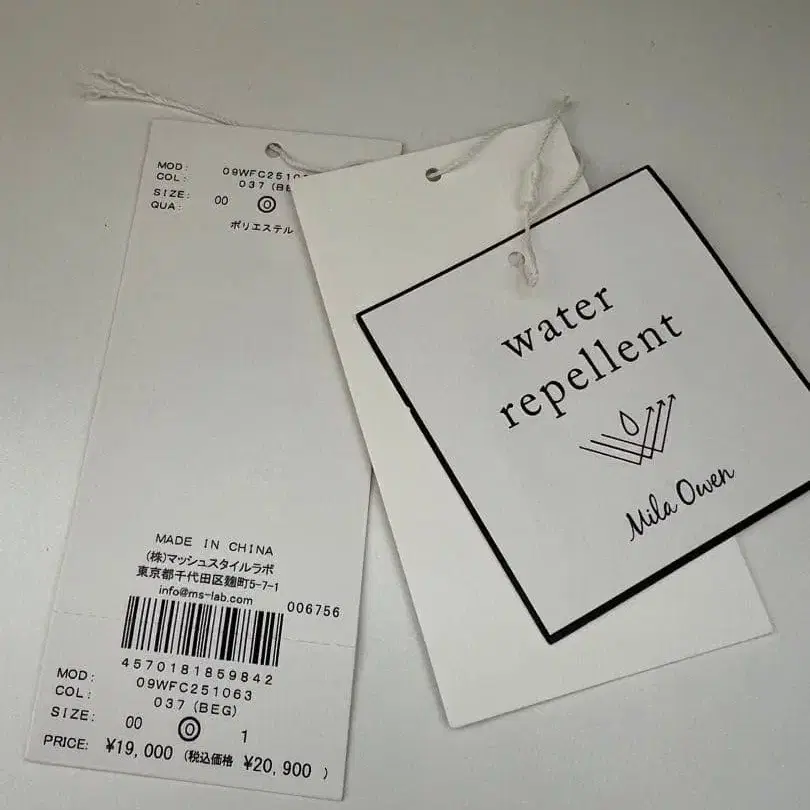 MOD: 09WFC2510
COL: 037 (BE
SIZE: 00 0
QUA:
ポリエステル
MADE IN CHINA
(株)マッシュスタイルラボ
東京都千代田区麹町5-7-1
info@ms-lab.com
006756
4570181859842
MOD: 09WFC251063
COL: 037 (BEG)
SIZE: 00 0 1
PRICE: ¥19,000 (税込価格 ¥20,900 )
water
repellent
Mila Owen